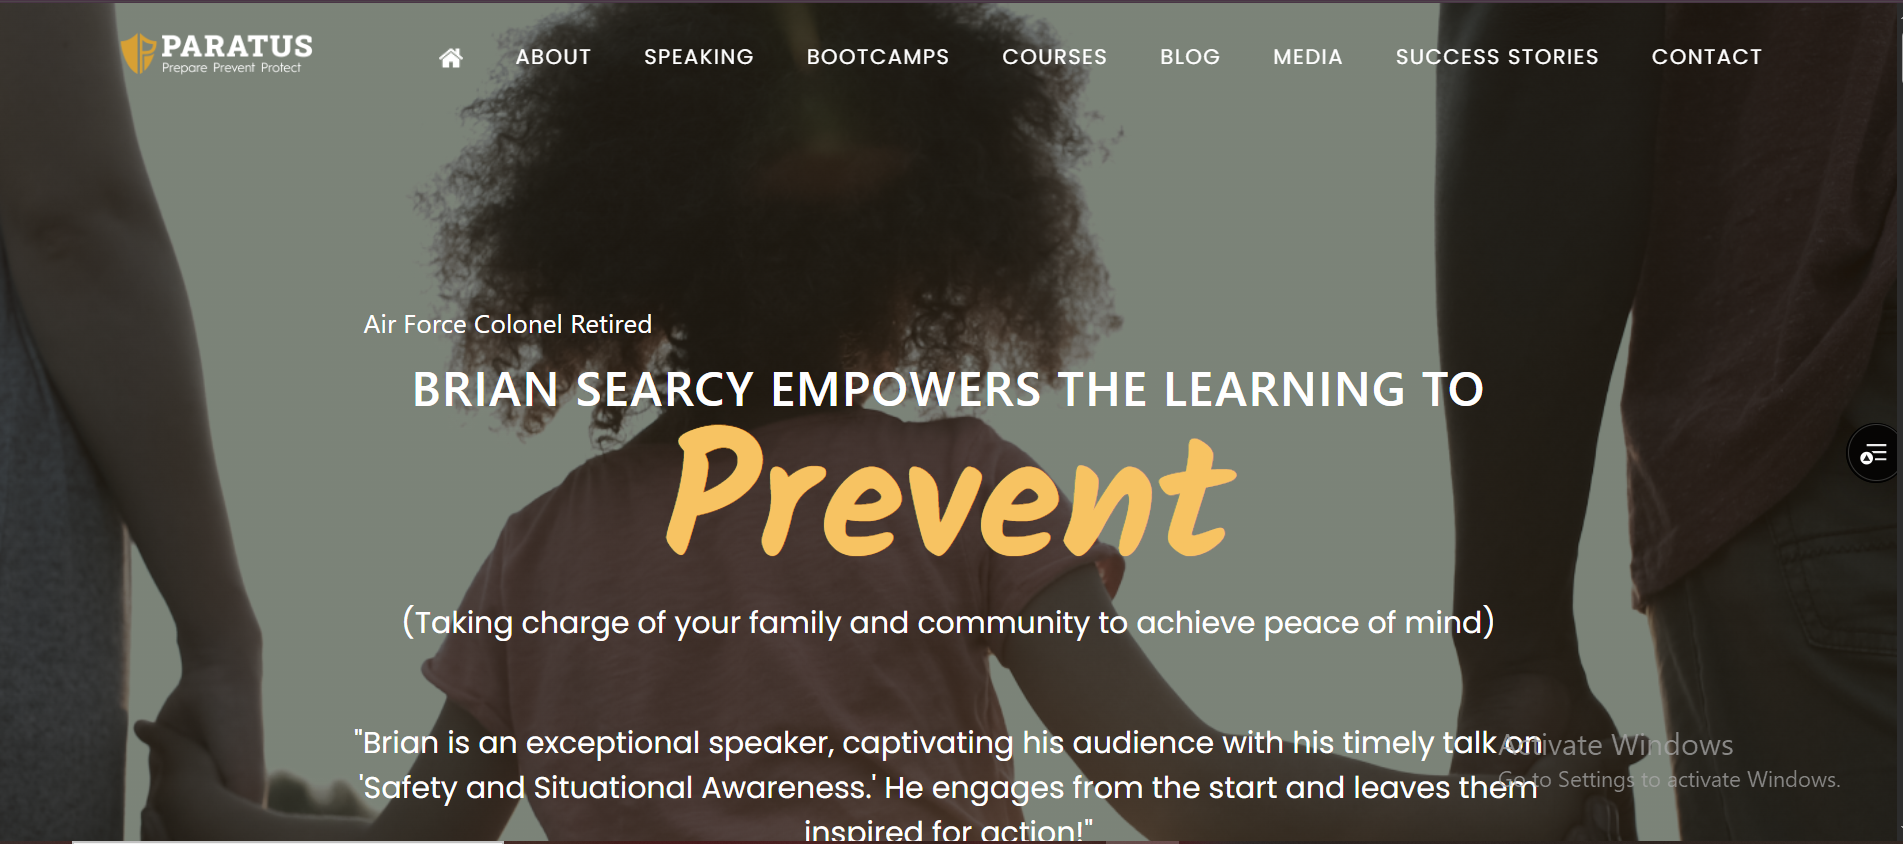 PARATUS
Prepare Prevent Protect
ABOUT SPEAKING BOOTCAMPS COURSES BLOG MEDIA SUCCESS STORIES CONTACT
Air Force Colonel Retired
BRIAN SEARCY EMPOWERS THE LEARNING TO
Prevent
(Taking charge of your family and community to achieve peace of mind)
"Brian is an exceptional speaker, captivating his audience with his timely talk on
'Safety and Situational Awareness.' He engages from the start and leaves them
inspired for action!"
Activate Windows
Go to Settings to activate Windows.